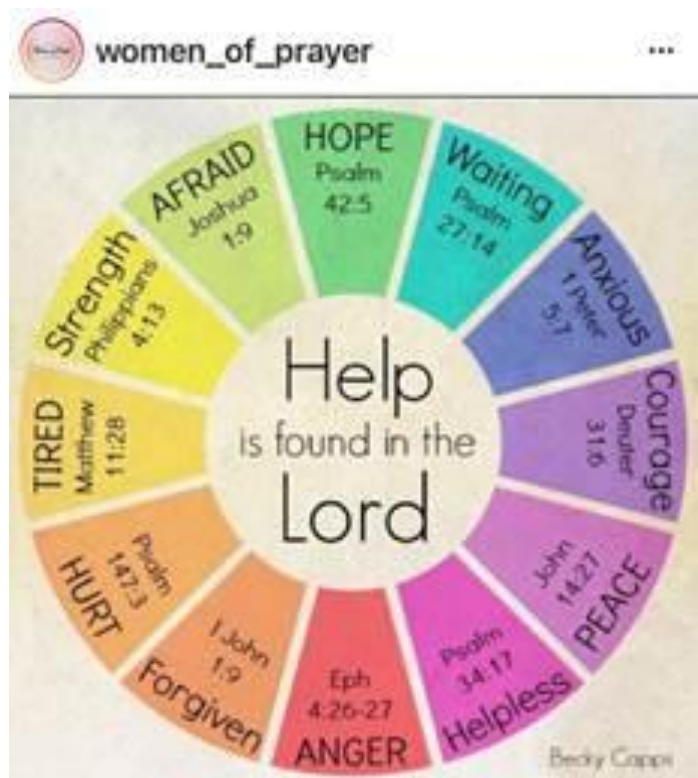 women_of_prayer
HOPE
Psalm
42:5
Waiting
Psalm
27:14
Anxious
1 Peter
5:7
Courage
Deuter
31:6
PEACE
John
14:27
Helpless
Psalm
34:17
ANGER
Eph
4:26-27
Forgiven
1 John
1:9
HURT
Psalm
147:3
TIRED
Matthew
11:28
Strength
Philippians
4:13
AFRAID
Joshua
1:9
Help
is found in the
Lord
Becky Capps